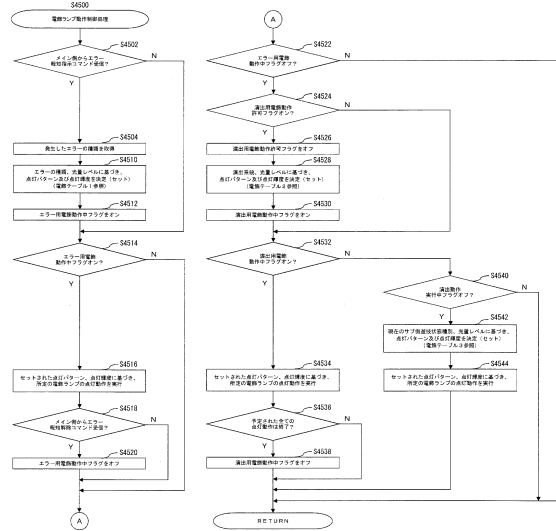 S4500
電飾ランプ動作制御処理
S4502
メイン側からエラー
報知指示コマンド受信?
N
Y
S4504
発生したエラーの種類を取得
S4510
エラーの種類、光量レベルに基づき、
点灯パターン及び点灯輝度を決定(セット)
(電飾テーブル1参照)
S4512
エラー用電飾動作中フラグをオン
S4514
エラー用電飾
動作中フラグオン?
N
Y
S4516
セットされた点灯パターン、点灯輝度に基づき、
所定の電飾ランプの点灯動作を実行
S4518
メイン側からエラー
報知解除コマンド受信?
N
Y
S4520
エラー用電飾動作中フラグをオフ
A
A
S4522
エラー用電飾
動作中フラグオフ?
N
Y
S4524
演出用電飾動作
許可フラグオン?
N
Y
S4526
演出用電飾動作許可フラグをオフ
S4528
演出系統、光量レベルに基づき、
点灯パターン及び点灯輝度を決定(セット)
(電飾テーブル2参照)
S4530
演出用電飾動作中フラグをオン
S4532
演出用電飾
動作中フラグオン?
N
Y
S4534
セットされた点灯パターン、点灯輝度に基づき、
所定の電飾ランプの点灯動作を実行
S4536
予定された全ての
点灯動作は終了?
N
Y
S4538
演出用電飾動作中フラグをオフ
RETURN
S4540
演出動作
実行中フラグオフ?
N
Y
S4542
現在のサブ側遊技状態種別、光量レベルに基づき、
点灯パターン及び点灯輝度を決定(セット)
(電飾テーブル3参照)
S4544
セットされた点灯パターン、点灯輝度に基づき、
所定の電飾ランプの点灯動作を実行